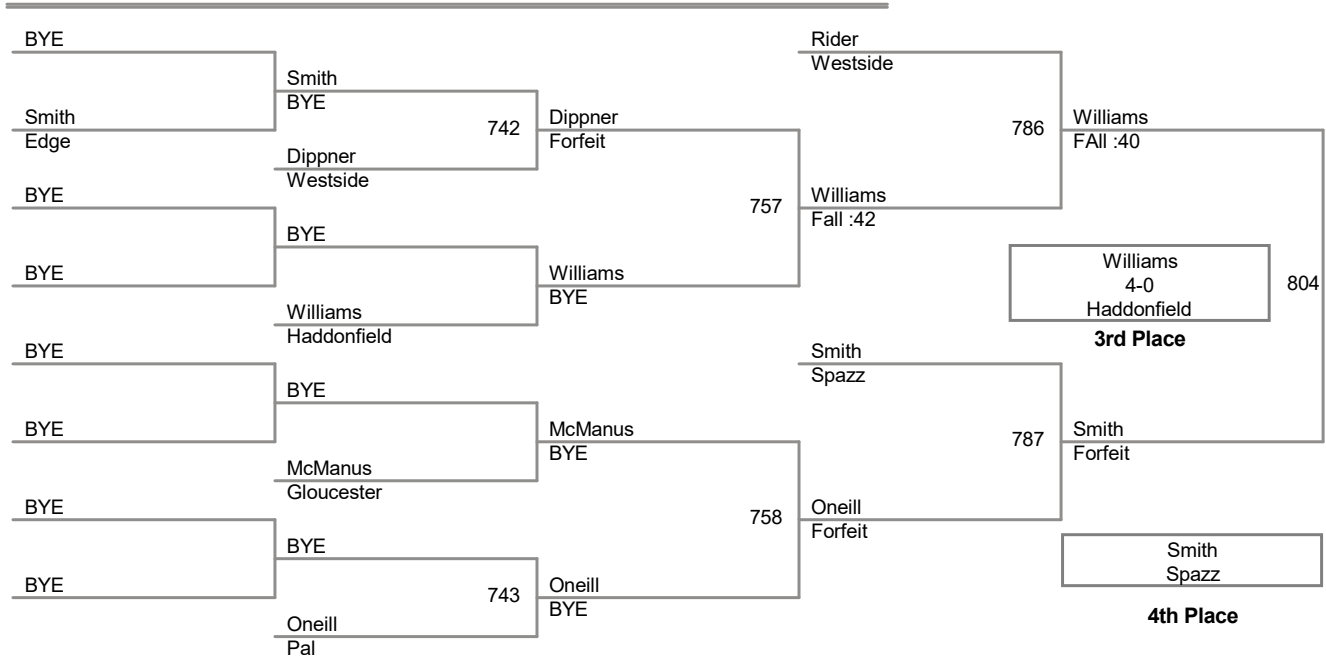 BYE
Smith
Edge
BYE
BYE
BYE
BYE
BYE
BYE
Smith
BYE
742
Dippner
Westside
BYE
Williams
Haddonfield
BYE
McManus
Gloucester
BYE
743
Oneill
Pal
Dippner
Forfeit
757
Williams
BYE
McManus
BYE
758
Oneill
BYE
Rider
Westside
786
Williams
Fall :42
Smith
Spazz
787
Oneill
Forfeit
Williams
FAll :40
Williams
4-0
Haddonfield
804
3rd Place
Smith
Forfeit
Smith
Spazz
4th Place